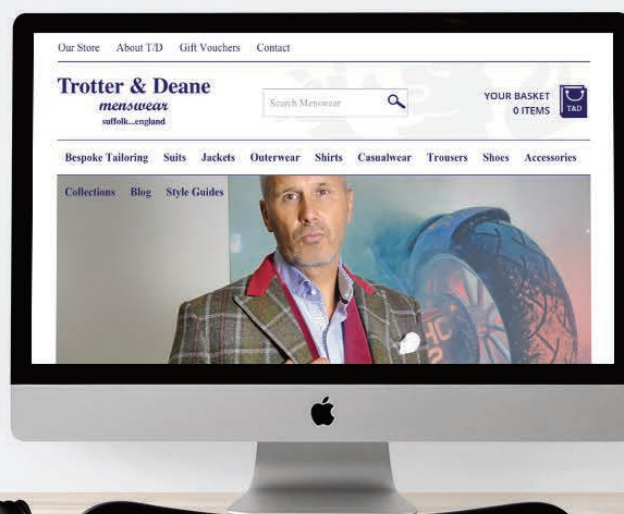 Our Store About T/D Gift Vouchers Contact
Trotter & Deane
menswear
suffolk...england
Search Menswear
YOUR BASKET
0 ITEMS
T&D
Bespoke Tailoring Suits Jackets Outerwear Shirts Casualwear Trousers Shoes Accessories
Collections Blog Style Guides